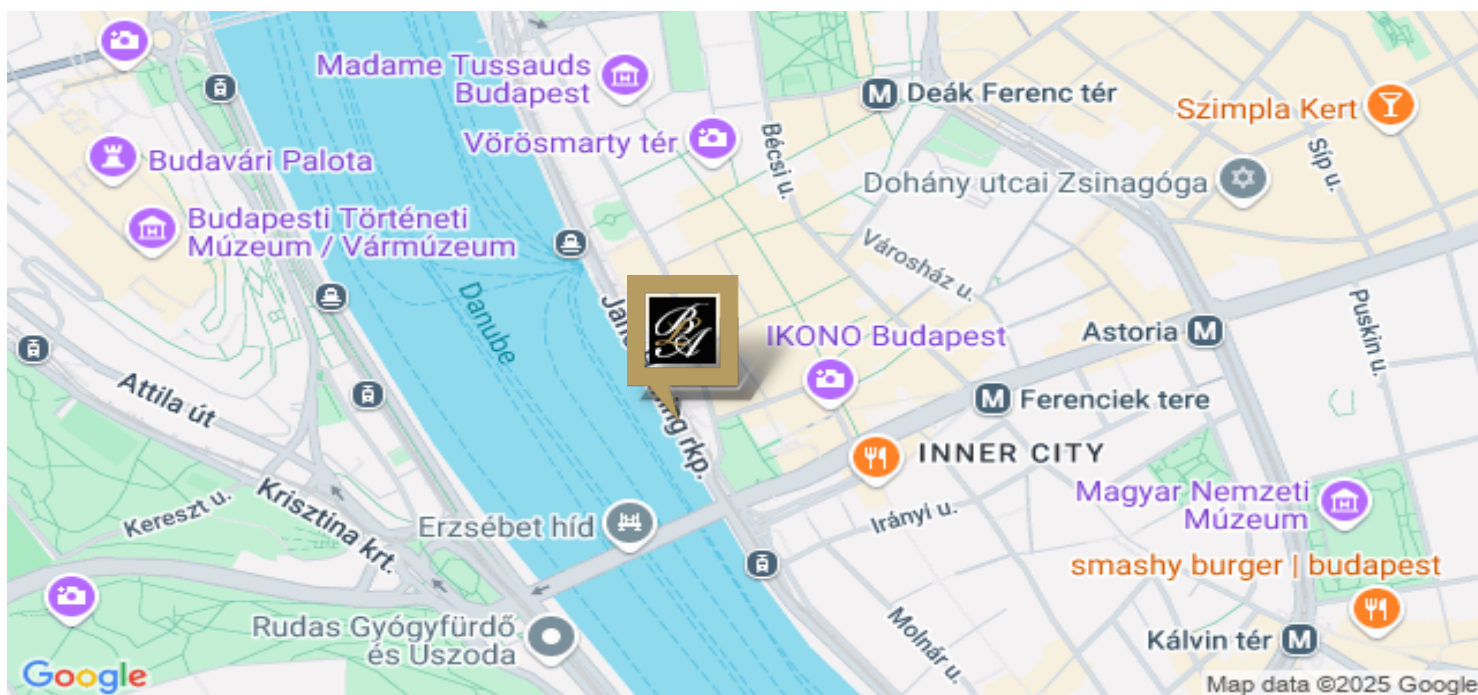 Madame Tussauds
Budapest
Deák Ferenc tér
Szimpla Kert
Vörösmarty tér
Bécsi u.
Síp u.
Budavári Palota
Dohány utcai Zsinagóga
Budapesti Történeti
Múzeum / Vármúzeum
Városház u.
Danube
Puskin u.
IKONO Budapest
Astoria
Attila út
Ferenciek tere
rkp.
INNER CITY
Kereszt u.
Krisztina krt.
Erzsébet híd
Irányi u.
Magyar Nemzeti
Múzeum
smashy burger | budapest
Rudas Gyógyfürdő
és Uszoda
Molnár u.
Kálvin tér
Google
Map data ©2025 Google